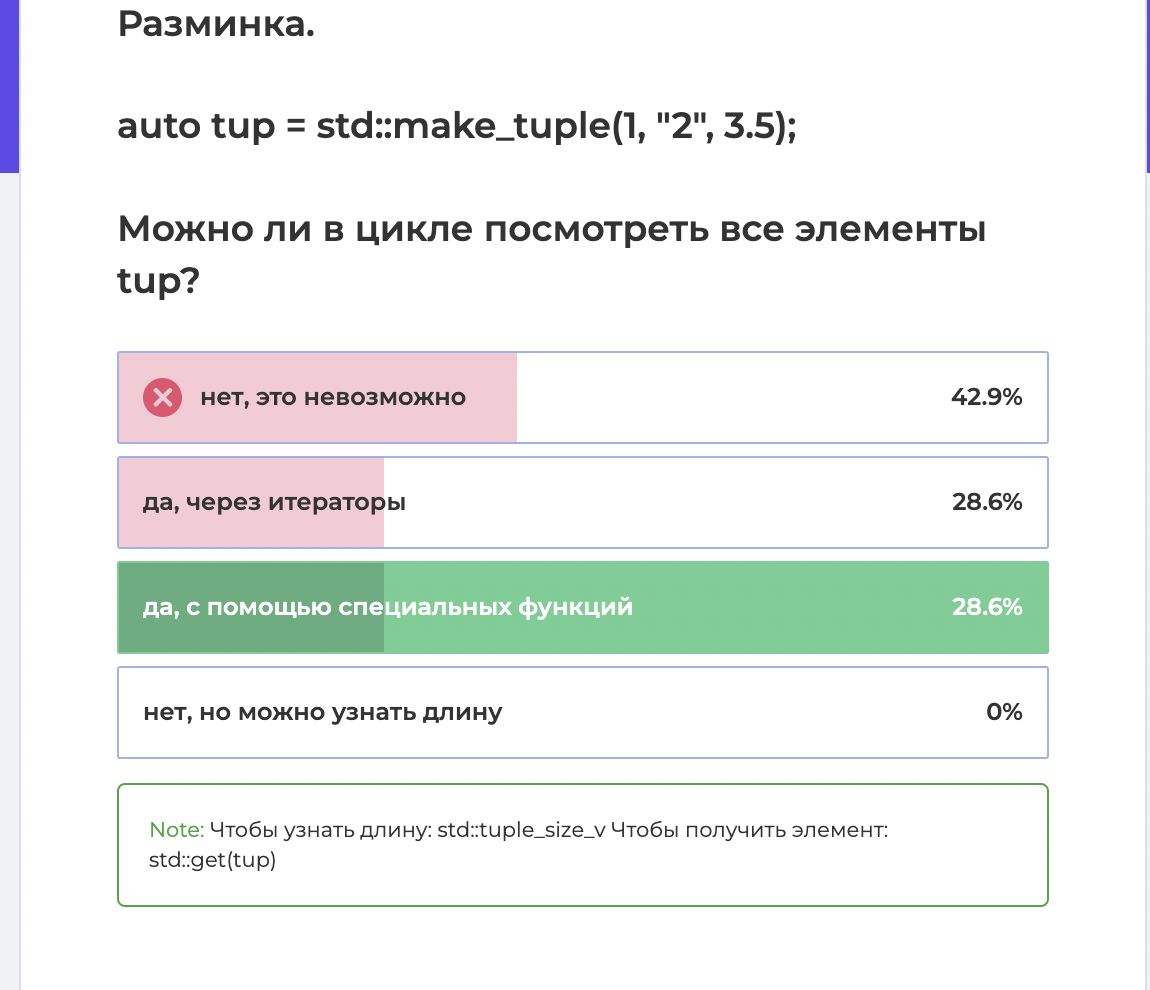 Разминка.
auto tup = std::make_tuple(1, "2", 3.5);
Можно ли в цикле посмотреть все элементы
tup?
нет, это невозможно 42.9%
да, через итераторы 28.6%
да, с помощью специальных функций 28.6%
нет, но можно узнать длину 0%
Note: Чтобы узнать длину: std::tuple_size_v Чтобы получить элемент:
std::get(tup)